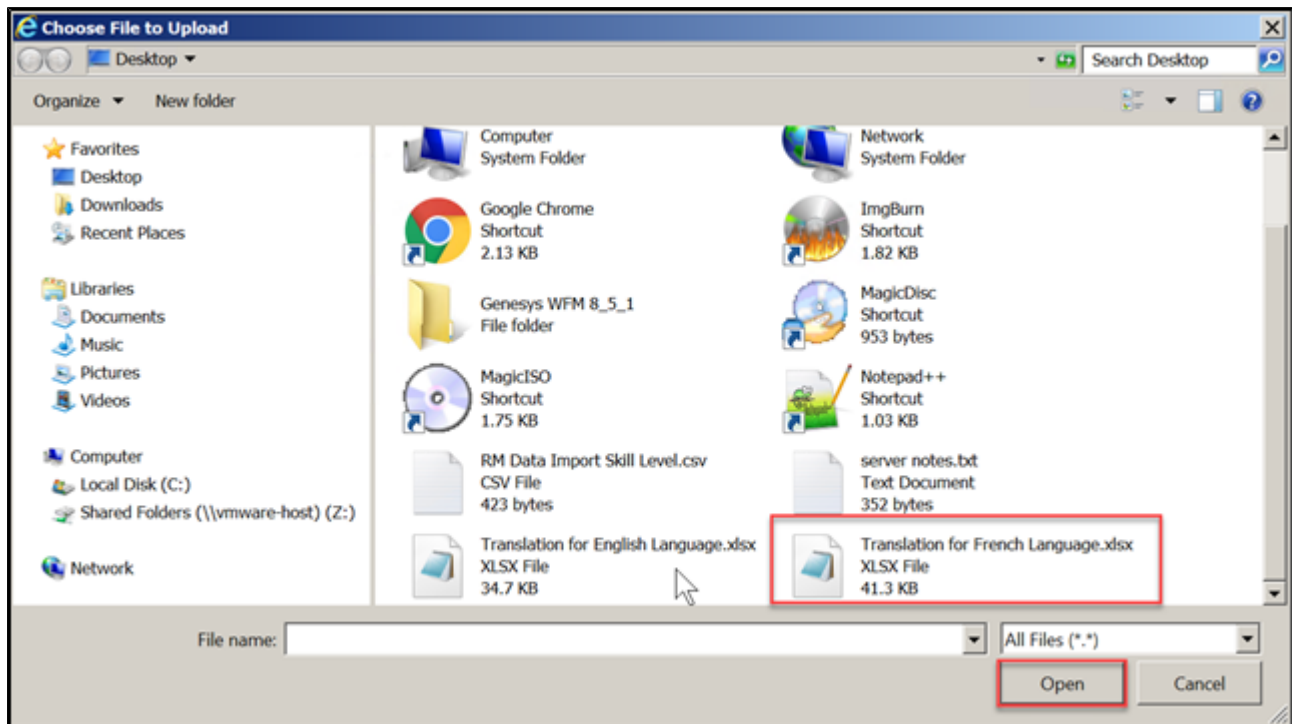 Choose File to Upload
Desktop
Search Desktop
Organize
New folder
Favorites
Desktop
Downloads
Recent Places
Libraries
Documents
Music
Pictures
Videos
Computer
Local Disk (C:)
Shared Folders (\\vmware-host) (Z:)
Network
Computer
System Folder
Network
System Folder
Google Chrome
Shortcut
2.13 KB
ImgBurn
Shortcut
1.82 KB
Genesys WFM 8_5_1
File folder
MagicDisc
Shortcut
953 bytes
MagicISO
Shortcut
1.75 KB
Notepad++
Shortcut
1.03 KB
RM Data Import Skill Level.csv
CSV File
423 bytes
server notes.txt
Text Document
352 bytes
Translation for English Language.xlsx
XLSX File
34.7 KB
Translation for French Language.xlsx
XLSX File
41.3 KB
File name:
All Files (*.*)
Open
Cancel